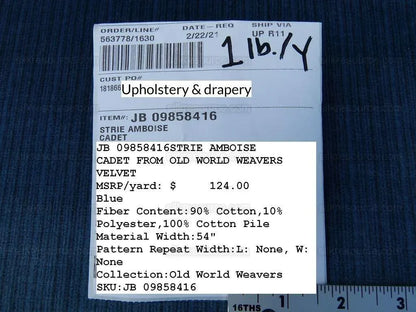 ORDER/LINE# DATE - REQ SHIP VIA
563778/1630 2/22/21 UP R11
1 lb./Y
CUST PO#
Upholstery & drapery
ITEM#: JB 09858416
STRIE AMBOISE
CADET
JB 09858416STRIE AMBOISE
CADET FROM OLD WORLD WEAVERS
VELVET
MSRP/yard: $ 124.00
Blue
Fiber Content:90% Cotton,10%
Polyester,100% Cotton Pile
Material Width:54"
Pattern Repeat Width:L: None, W:
None
Collection:Old World Weavers
SKU:JB 09858416
16THS 1 2 3